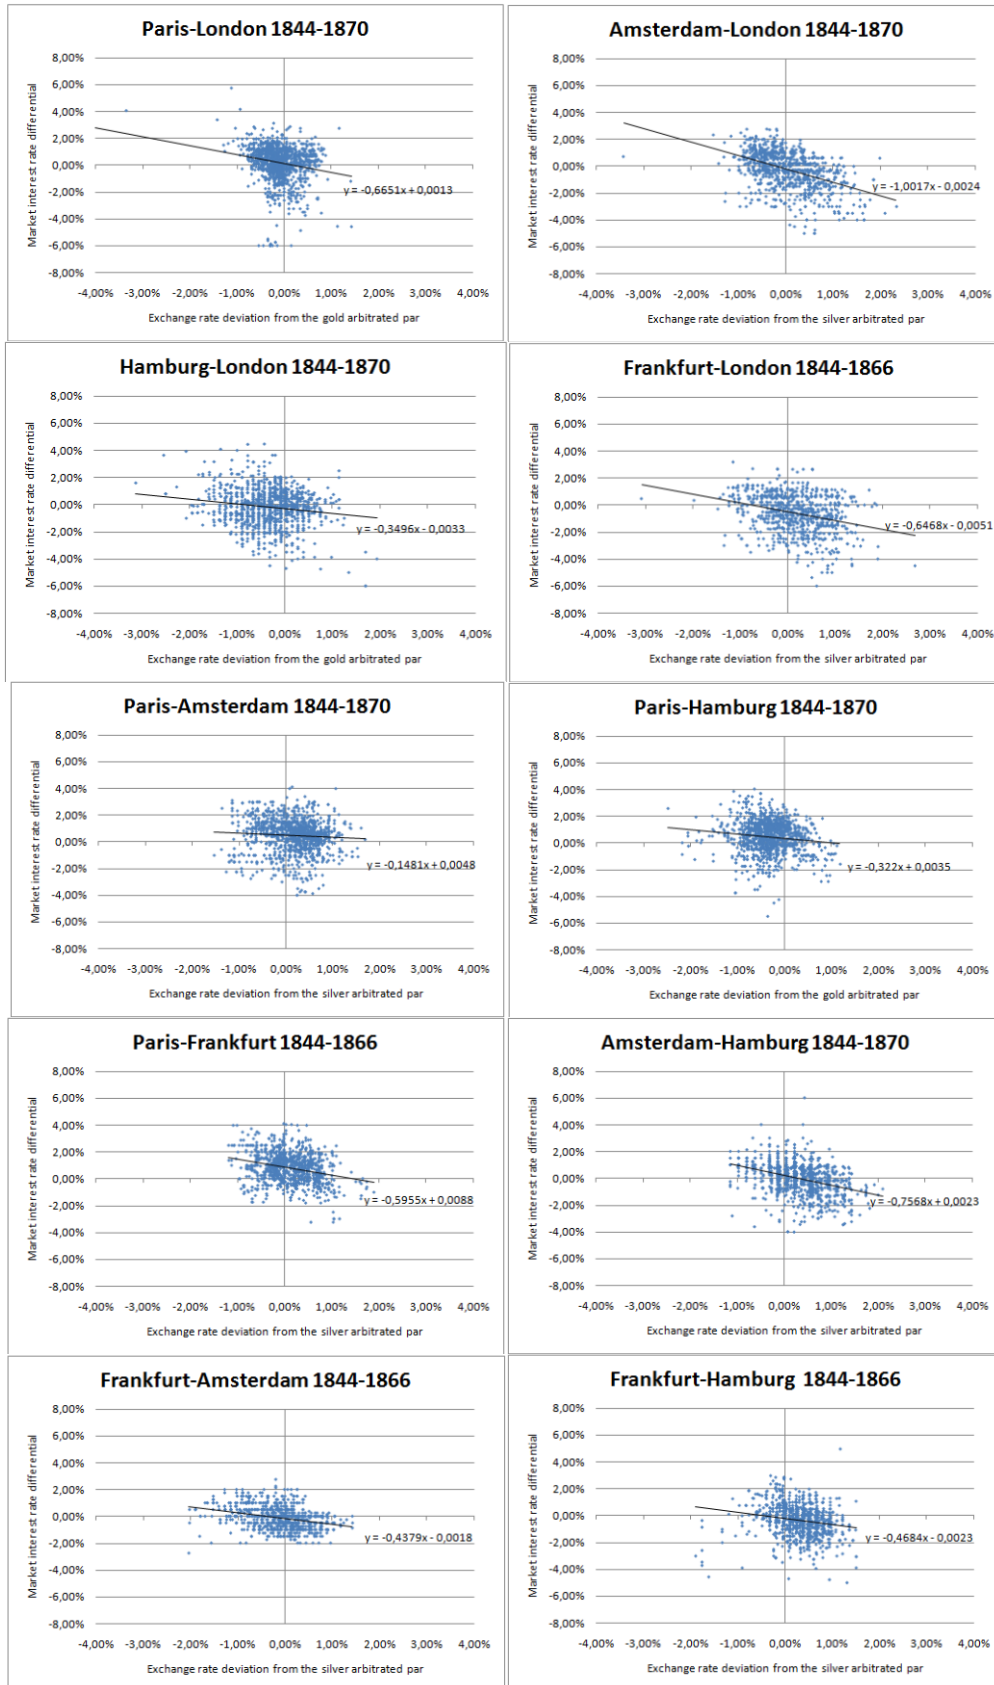 Paris-London 1844-1870
Market interest rate differential
8,00%
6,00%
4,00%
2,00%
0,00%
-2,00%
-4,00%
-6,00%
-8,00%
y = -0,6651x + 0,0013
-4,00% -3,00% -2,00% -1,00% 0,00% 1,00% 2,00% 3,00% 4,00%
Exchange rate deviation from the gold arbitrated par
Amsterdam-London 1844-1870
Market interest rate differential
8,00%
6,00%
4,00%
2,00%
0,00%
-2,00%
-4,00%
-6,00%
-8,00%
y = -1,0017x - 0,0024
-4,00% -3,00% -2,00% -1,00% 0,00% 1,00% 2,00% 3,00% 4,00%
Exchange rate deviation from the silver arbitrated par
Hamburg-London 1844-1870
Market interest rate differential
8,00%
6,00%
4,00%
2,00%
0,00%
-2,00%
-4,00%
-6,00%
-8,00%
y = -0,3496x - 0,0033
-4,00% -3,00% -2,00% -1,00% 0,00% 1,00% 2,00% 3,00% 4,00%
Exchange rate deviation from the gold arbitrated par
Frankfurt-London 1844-1866
Market interest rate differential
8,00%
6,00%
4,00%
2,00%
0,00%
-2,00%
-4,00%
-6,00%
-8,00%
y = -0,6468x - 0,0051
-4,00% -3,00% -2,00% -1,00% 0,00% 1,00% 2,00% 3,00% 4,00%
Exchange rate deviation from the silver arbitrated par
Paris-Amsterdam 1844-1870
Market interest rate differential
8,00%
6,00%
4,00%
2,00%
0,00%
-2,00%
-4,00%
-6,00%
-8,00%
y = -0,1481x + 0,0048
-4,00% -3,00% -2,00% -1,00% 0,00% 1,00% 2,00% 3,00% 4,00%
Exchange rate deviation from the silver arbitrated par
Paris-Hamburg 1844-1870
Market interest rate differential
8,00%
6,00%
4,00%
2,00%
0,00%
-2,00%
-4,00%
-6,00%
-8,00%
y = -0,322x + 0,0035
-4,00% -3,00% -2,00% -1,00% 0,00% 1,00% 2,00% 3,00% 4,00%
Exchange rate deviation from the gold arbitrated par
Paris-Frankfurt 1844-1866
Market interest rate differential
8,00%
6,00%
4,00%
2,00%
0,00%
-2,00%
-4,00%
-6,00%
-8,00%
y = -0,5955x + 0,0088
-4,00% -3,00% -2,00% -1,00% 0,00% 1,00% 2,00% 3,00% 4,00%
Exchange rate deviation from the silver arbitrated par
Amsterdam-Hamburg 1844-1870
Market interest rate differential
8,00%
6,00%
4,00%
2,00%
0,00%
-2,00%
-4,00%
-6,00%
-8,00%
y = -0,7568x + 0,0023
-4,00% -3,00% -2,00% -1,00% 0,00% 1,00% 2,00% 3,00% 4,00%
Exchange rate deviation from the silver arbitrated par
Frankfurt-Amsterdam 1844-1866
Market interest rate differential
8,00%
6,00%
4,00%
2,00%
0,00%
-2,00%
-4,00%
-6,00%
-8,00%
y = -0,4379x - 0,0018
-4,00% -3,00% -2,00% -1,00% 0,00% 1,00% 2,00% 3,00% 4,00%
Exchange rate deviation from the silver arbitrated par
Frankfurt-Hamburg 1844-1866
Market interest rate differential
8,00%
6,00%
4,00%
2,00%
0,00%
-2,00%
-4,00%
-6,00%
-8,00%
y = -0,4684x - 0,0023
-4,00% -3,00% -2,00% -1,00% 0,00% 1,00% 2,00% 3,00% 4,00%
Exchange rate deviation from the silver arbitrated par